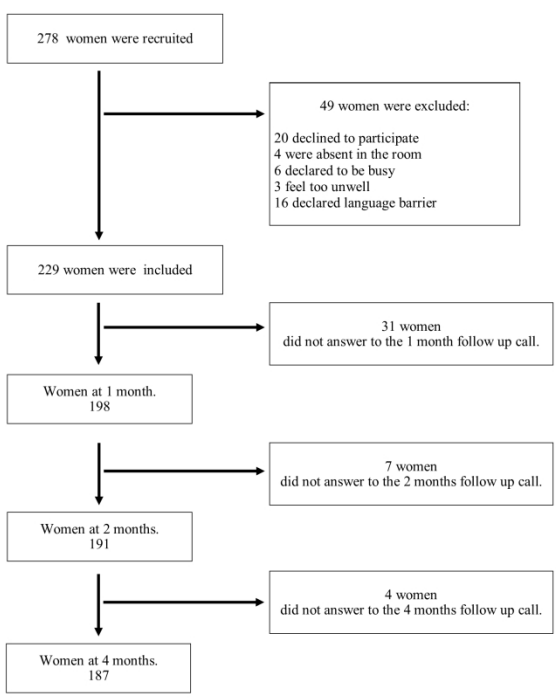 278 women were recruited
49 women were excluded:
20 declined to participate
4 were absent in the room
6 declared to be busy
3 feel too unwell
16 declared language barrier
229 women were included
31 women
did not answer to the 1 month follow up call.
Women at 1 month.
198
7 women
did not answer to the 2 months follow up call.
Women at 2 months.
191
4 women
did not answer to the 4 months follow up call.
Women at 4 months.
187